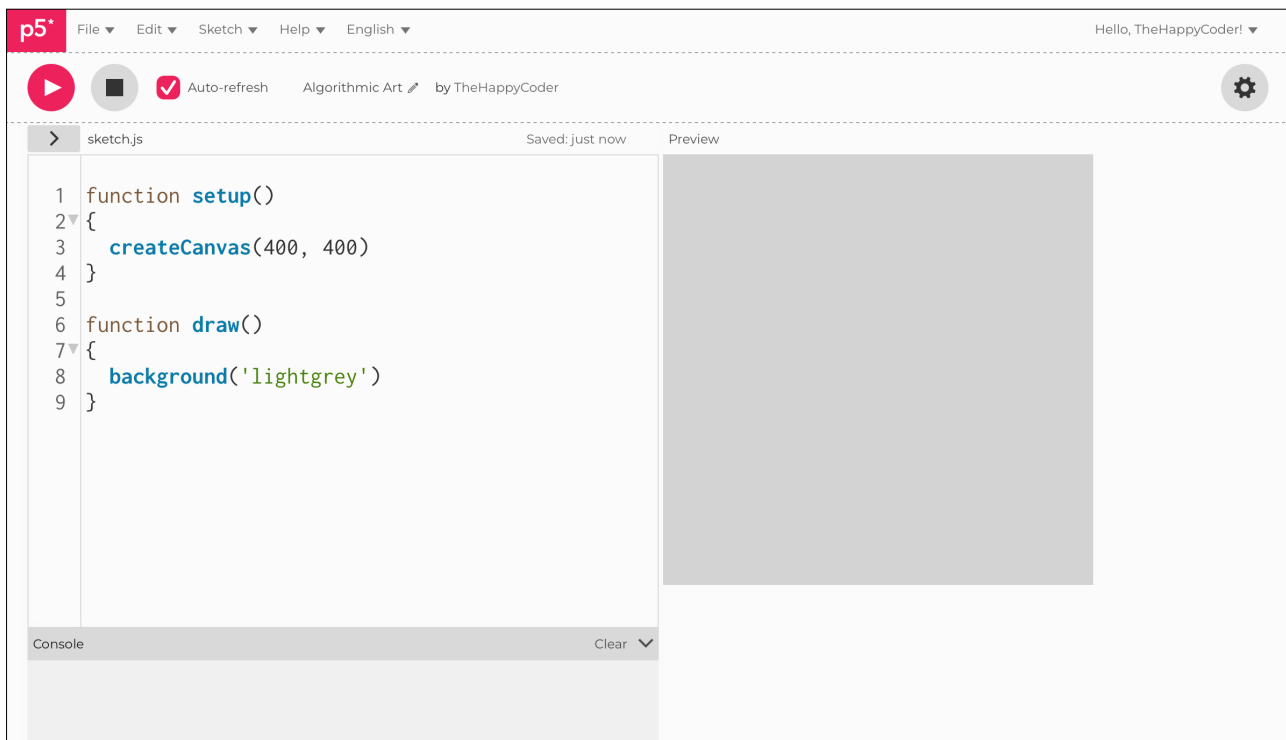 p5* File Edit Sketch Help English Hello, TheHappyCoder!
Auto-refresh Algorithmic Art by TheHappyCoder
sketch.js Saved: just now Preview
1 function setup()
2 {
3 createCanvas(400, 400)
4 }
5
6 function draw()
7 {
8 background('lightgrey')
9 }
Console Clear